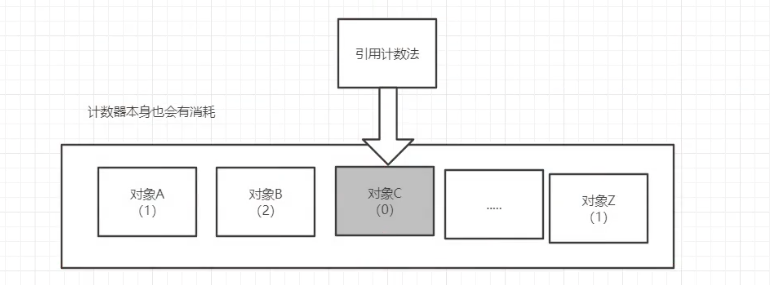 引用计数法
计数器本身也会有消耗
对象A
（1）
对象B
（2）
对象C
（0）
.....
对象Z
（1）